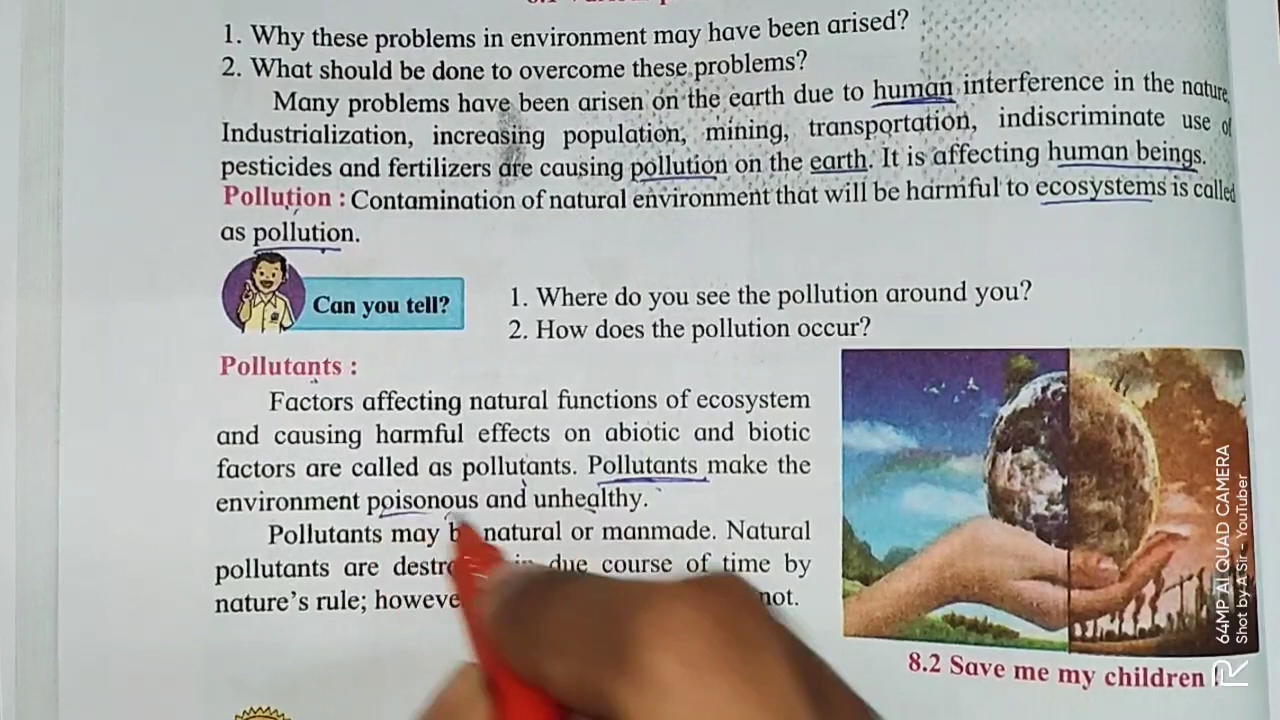 1. Why these problems in environment may have been arised?
2. What should be done to overcome these problems?
Many problems have been arisen on the earth due to human interference in the nature
Industrialization, increasing population, mining, transportation, indiscriminate use of
pesticides and fertilizers are causing pollution on the earth. It is affecting human beings.
Pollution : Contamination of natural environment that will be harmful to ecosystems is called
as pollution.
Can you tell?
1. Where do you see the pollution around you?
2. How does the pollution occur?
Pollutants :
Factors affecting natural functions of ecosystem
and causing harmful effects on abiotic and biotic
factors are called as pollutants. Pollutants make the
environment poisonous and unhealthy.
Pollutants may natural or manmade. Natural
pollutants are due course of time by
nature's rule; not.
8.2 Save me my children !
64MP AI QUAD CAMERA
Shot by A Sir - YouTuber